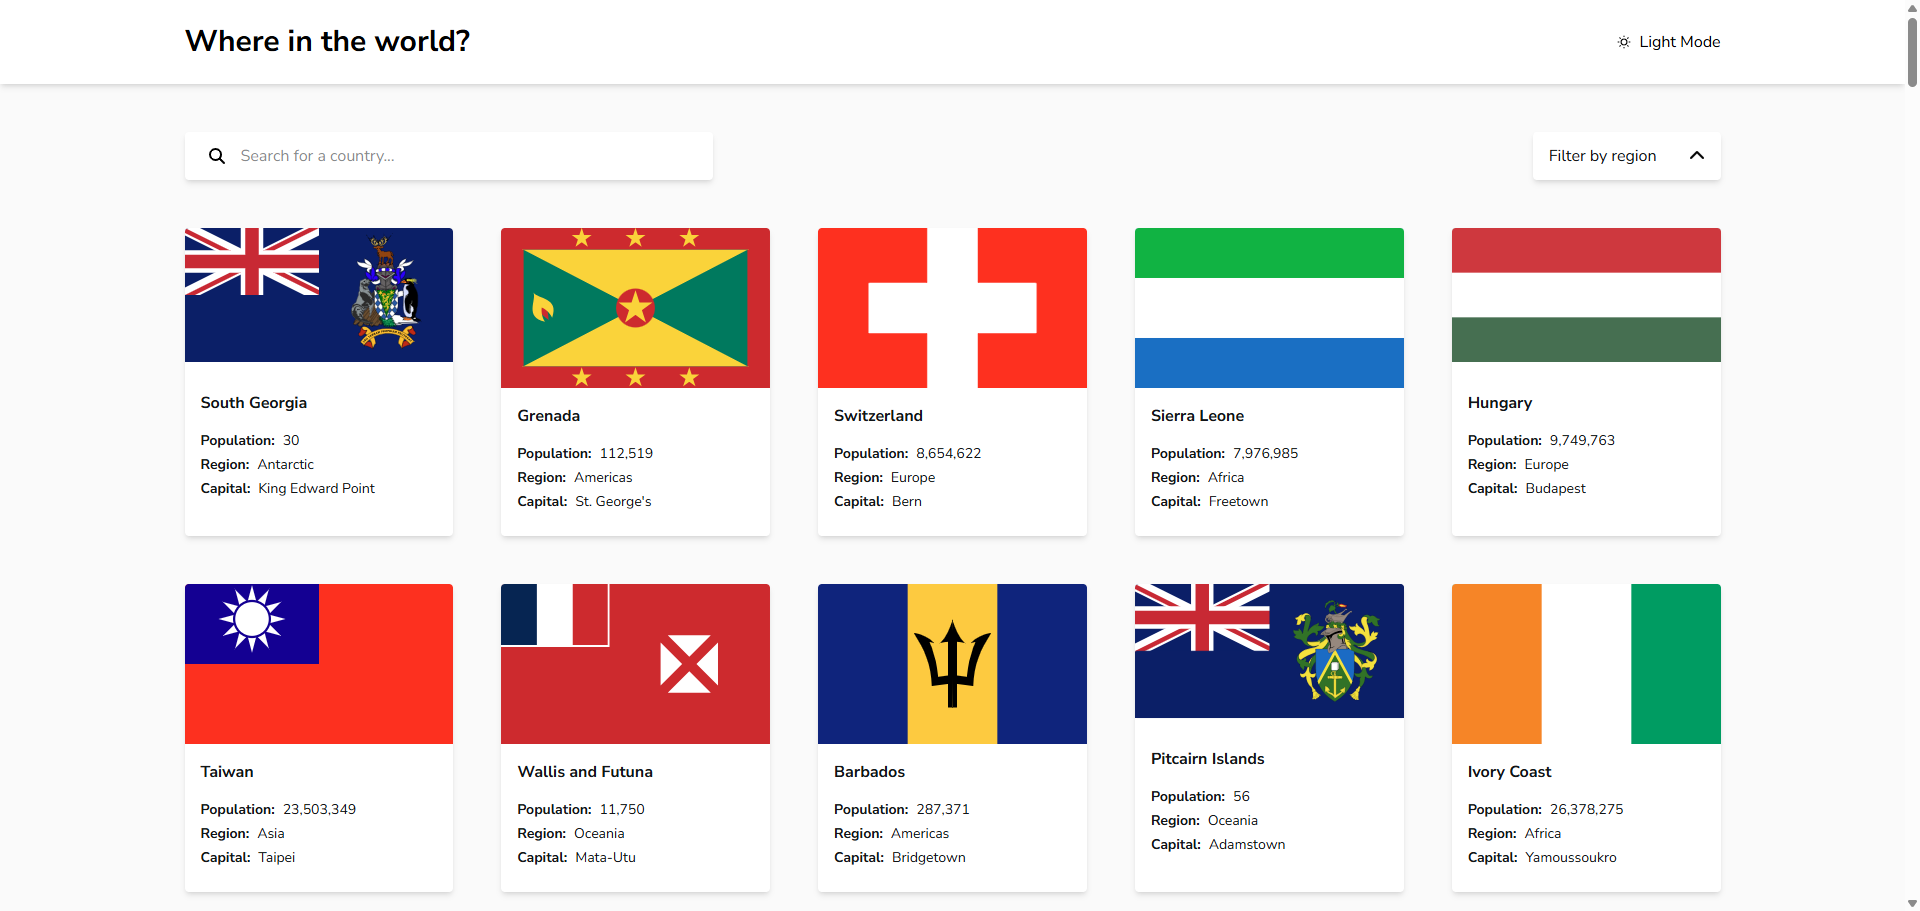 Where in the world?
Light Mode
Search for a country...
Filter by region
South Georgia
Population: 30
Region: Antarctic
Capital: King Edward Point
Grenada
Population: 112,519
Region: Americas
Capital: St. George's
Switzerland
Population: 8,654,622
Region: Europe
Capital: Bern
Sierra Leone
Population: 7,976,985
Region: Africa
Capital: Freetown
Hungary
Population: 9,749,763
Region: Europe
Capital: Budapest
Taiwan
Population: 23,503,349
Region: Asia
Capital: Taipei
Wallis and Futuna
Population: 11,750
Region: Oceania
Capital: Mata-Utu
Barbados
Population: 287,371
Region: Americas
Capital: Bridgetown
Pitcairn Islands
Population: 56
Region: Oceania
Capital: Adamstown
Ivory Coast
Population: 26,378,275
Region: Africa
Capital: Yamoussoukro